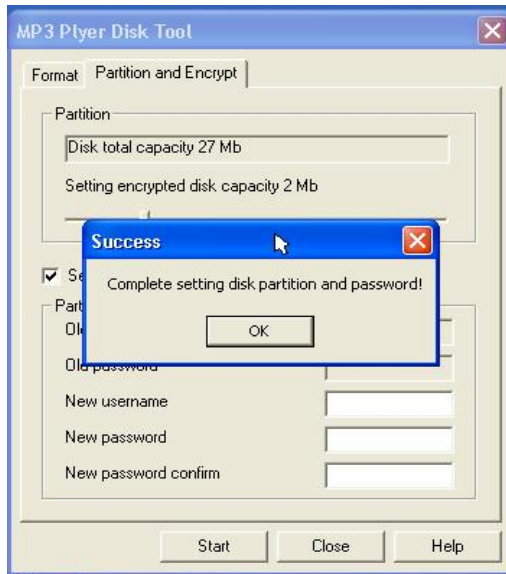 MP3 Plyer Disk Tool
Format Partition and Encrypt
Partition
Disk total capacity 27 Mb
Setting encrypted disk capacity 2 Mb
Success
Complete setting disk partition and password!
OK
Old password
New username
New password
New password confirm
Start Close Help